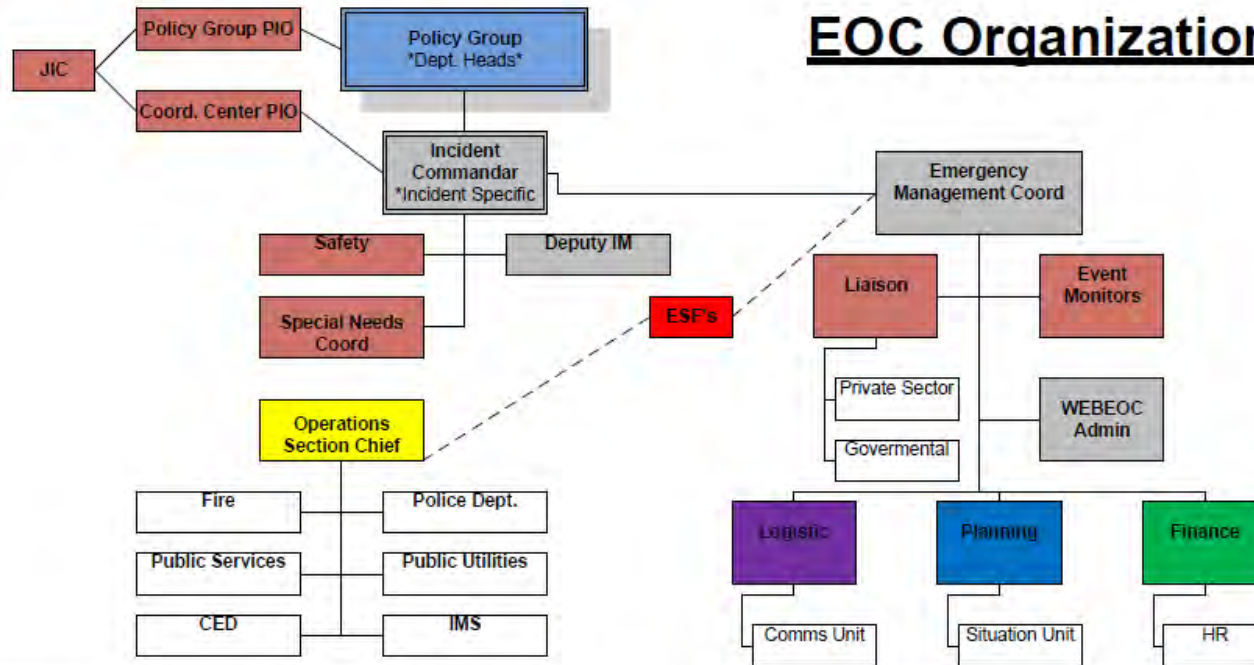 EOC Organization
Policy Group PIO
Policy Group
*Dept. Heads*
JIC
Coord. Center PIO
Incident
Commandar
*Incident Specific
Emergency
Management Coord
Safety
Deputy IM
Liaison
Event
Monitors
ESF's
Special Needs
Coord
Private Sector
WEBEOC
Admin
Operations
Section Chief
Govermental
Fire
Police Dept.
Logistic
Planning
Finance
Public Services
Public Utilities
CED
IMS
Comms Unit
Situation Unit
HR